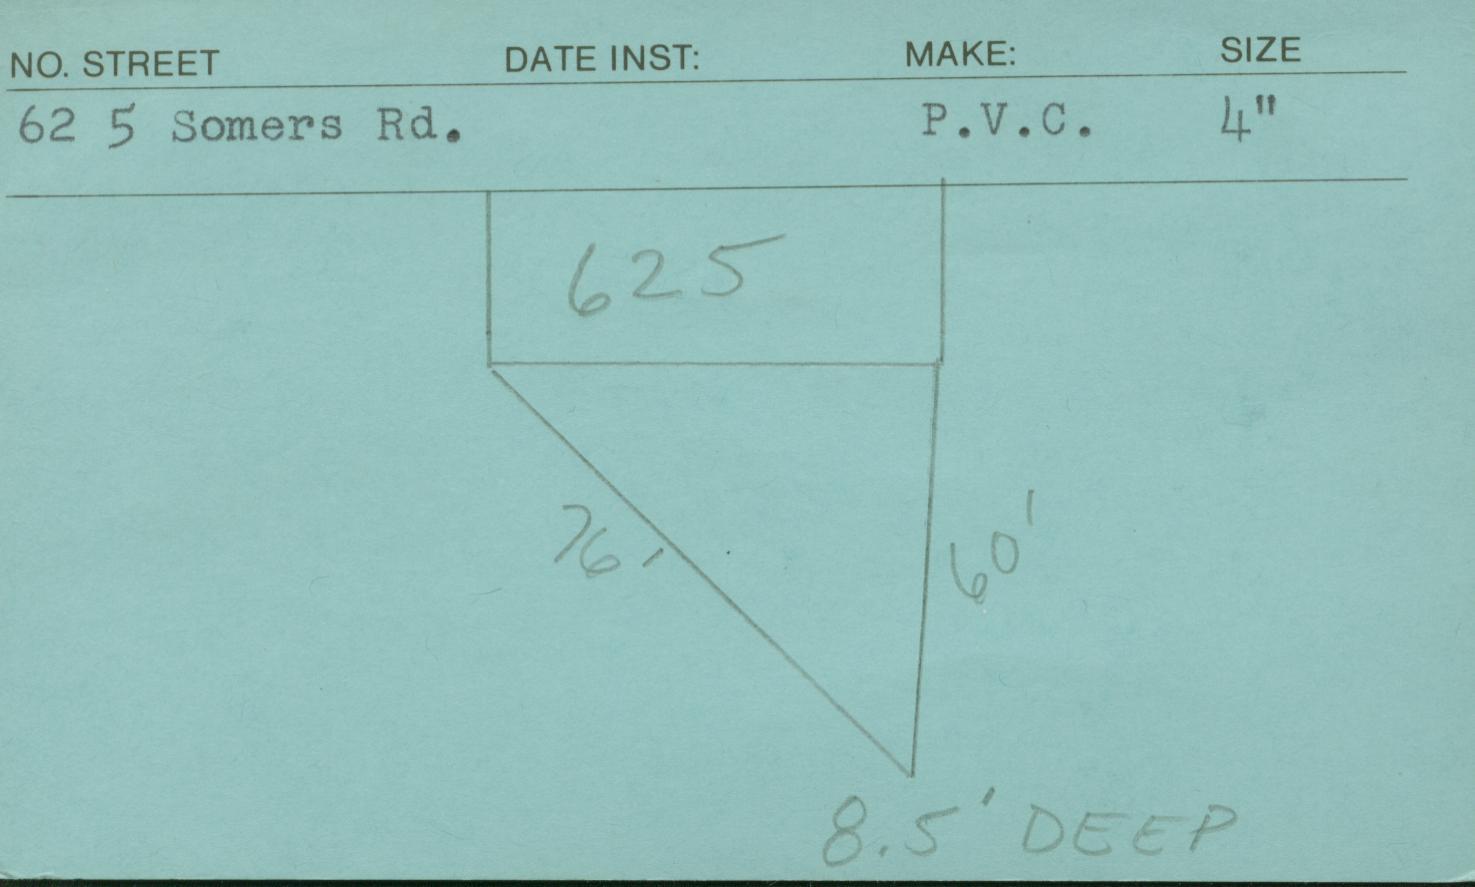 NO. STREET DATE INST: MAKE: SIZE
62 5 Somers Rd. P.V.C. 4"
625
76'
60'
8.5' DEEP